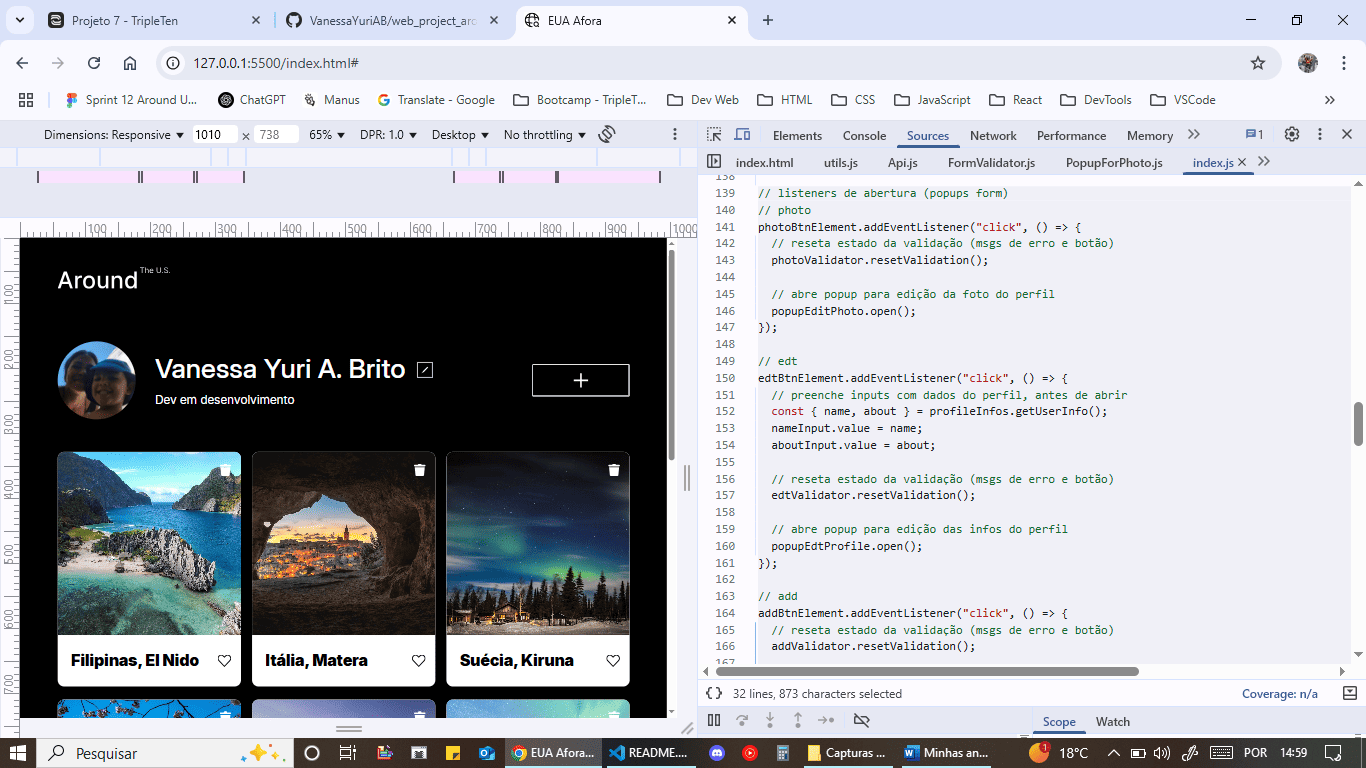 Projeto 7 - TripleTen
VanessaYuriAB/web_project_aro
EUA Afora
127.0.0.1:5500/index.html#
Sprint 12 Around U...
ChatGPT
Manus
Translate - Google
Bootcamp - TripleT...
Dev Web
HTML
CSS
JavaScript
React
DevTools
VSCode
Dimensions: Responsive
1010
x
738
65%
DPR: 1.0
Desktop
No throttling
Elements
Console
Sources
Network
Performance
Memory
1
index.html
utils.js
Api.js
FormValidator.js
PopupForPhoto.js
index.js
100
200
300
400
500
600
700
800
900
1000
100
200
300
400
500
600
700
Around The U.S.
Vanessa Yuri A. Brito
Dev em desenvolvimento
Filipinas, El Nido
Itália, Matera
Suécia, Kiruna
138
139 // listeners de abertura (popups form)
140 // photo
141 photoBtnElement.addEventListener("click", () => {
142 // reseta estado da validação (msgs de erro e botão)
143 photoValidator.resetValidation();
144
145 // abre popup para edição da foto do perfil
146 popupEditPhoto.open();
147 });
148
149 // edt
150 edtBtnElement.addEventListener("click", () => {
151 // preenche inputs com dados do perfil, antes de abrir
152 const { name, about } = profileInfos.getUserInfo();
153 nameInput.value = name;
154 aboutInput.value = about;
155
156 // reseta estado da validação (msgs de erro e botão)
157 edtValidator.resetValidation();
158
159 // abre popup para edição das infos do perfil
160 popupEdtProfile.open();
161 });
162
163 // add
164 addBtnElement.addEventListener("click", () => {
165 // reseta estado da validação (msgs de erro e botão)
166 addValidator.resetValidation();
167
{} 32 lines, 873 characters selected
Coverage: n/a
Scope
Watch
Pesquisar
EUA Afora...
README....
Capturas ...
Minhas an...
1
18°C
POR
14:59